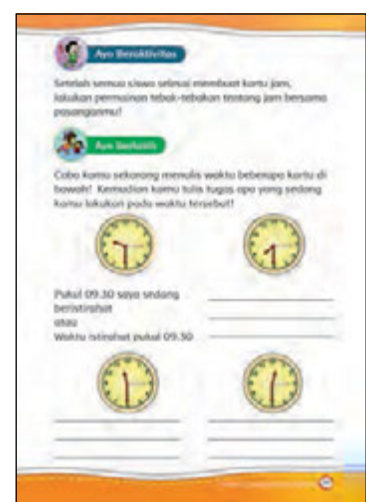 Ayo Beraktivitas
Setelah semua siswa selesai membuat kartu jam,
lakukan permainan tebak-tebakan tentang jam bersama
pasanganmu!
Ayo Berlatih
Coba kamu sekarang menulis waktu beberapa kartu di
bawah! Kemudian kamu tulis tugas apa yang sedang
kamu lakukan pada waktu tersebut!
Pukul 09.30 saya sedang
beristirahat
atau
Waktu istirahat pukul 09.30